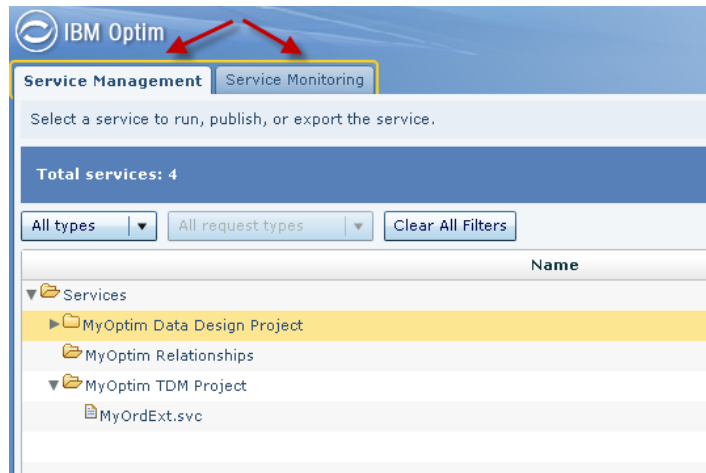 IBM Optim
Service Management Service Monitoring
Select a service to run, publish, or export the service.
Total services: 4
All types All request types Clear All Filters
Name
Services
MyOptim Data Design Project
MyOptim Relationships
MyOptim TDM Project
MyOrdExt.svc